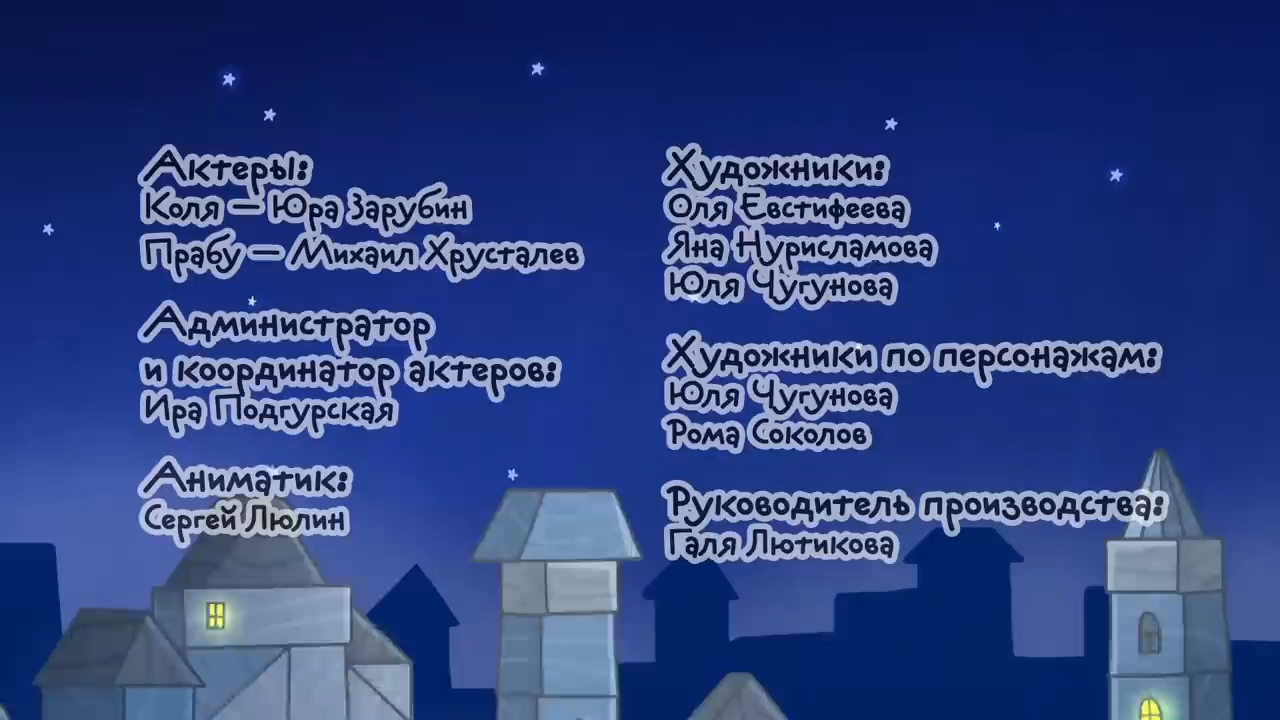 Актеры:
Коля — Юра Зарубин
Прабу — Михаил Хрусталев
Администратор
и координатор актеров:
Ира Подгурская
Аниматик:
Сергей Люлин
Художники:
Оля Евстифеева
Яна Нурисламова
Юля Чугунова
Художники по персонажам:
Юля Чугунова
Рома Соколов
Руководитель производства:
Галя Лютикова